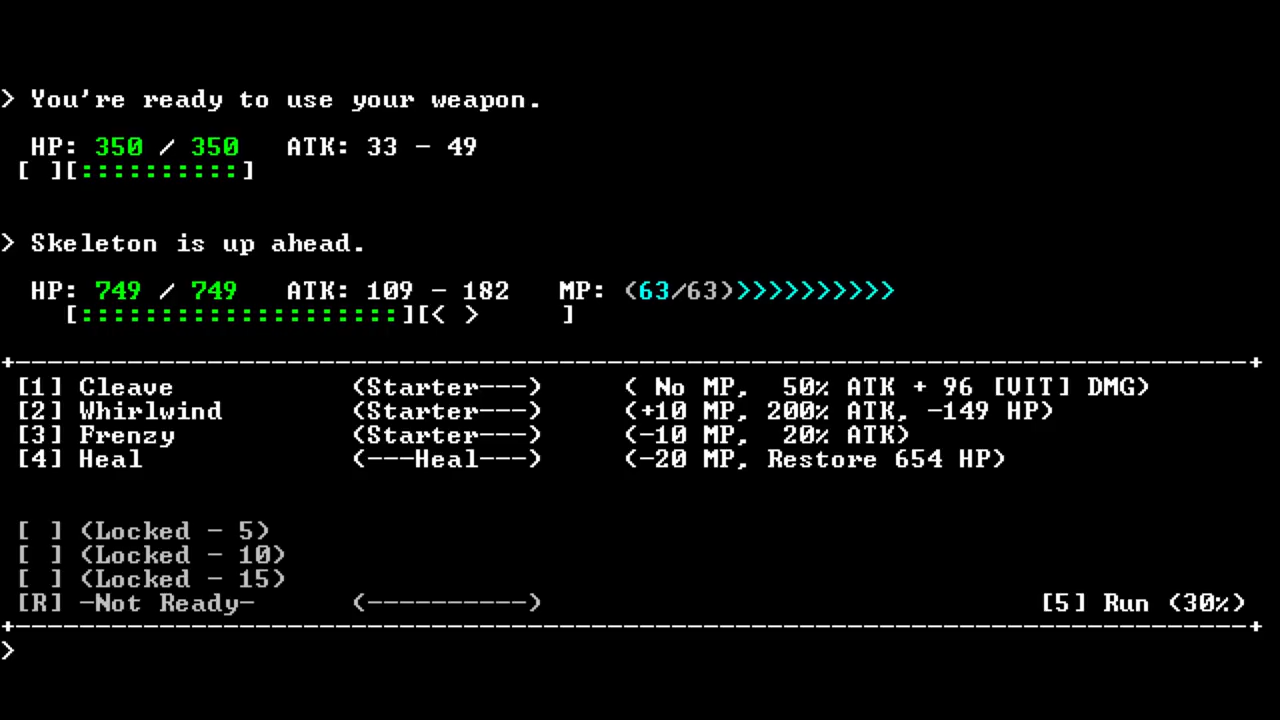 > You're ready to use your weapon.
HP: 350 / 350 ATK: 33 - 49
[ ][::::::::::]
> Skeleton is up ahead.
HP: 749 / 749 ATK: 109 - 182 MP: (63/63)>>>>>>>>>>
[::::::::::::::::::::][< > ]
+------------------------------------------------------------------------------+
[1] Cleave (Starter---) ( No MP, 50% ATK + 96 [VIT] DMG)
[2] Whirlwind (Starter---) (+10 MP, 200% ATK, -149 HP)
[3] Frenzy (Starter---) (-10 MP, 20% ATK)
[4] Heal (---Heal---) (-20 MP, Restore 654 HP)
[ ] (Locked - 5)
[ ] (Locked - 10)
[ ] (Locked - 15)
[R] -Not Ready- (----------) [5] Run (30%)
+------------------------------------------------------------------------------+
>